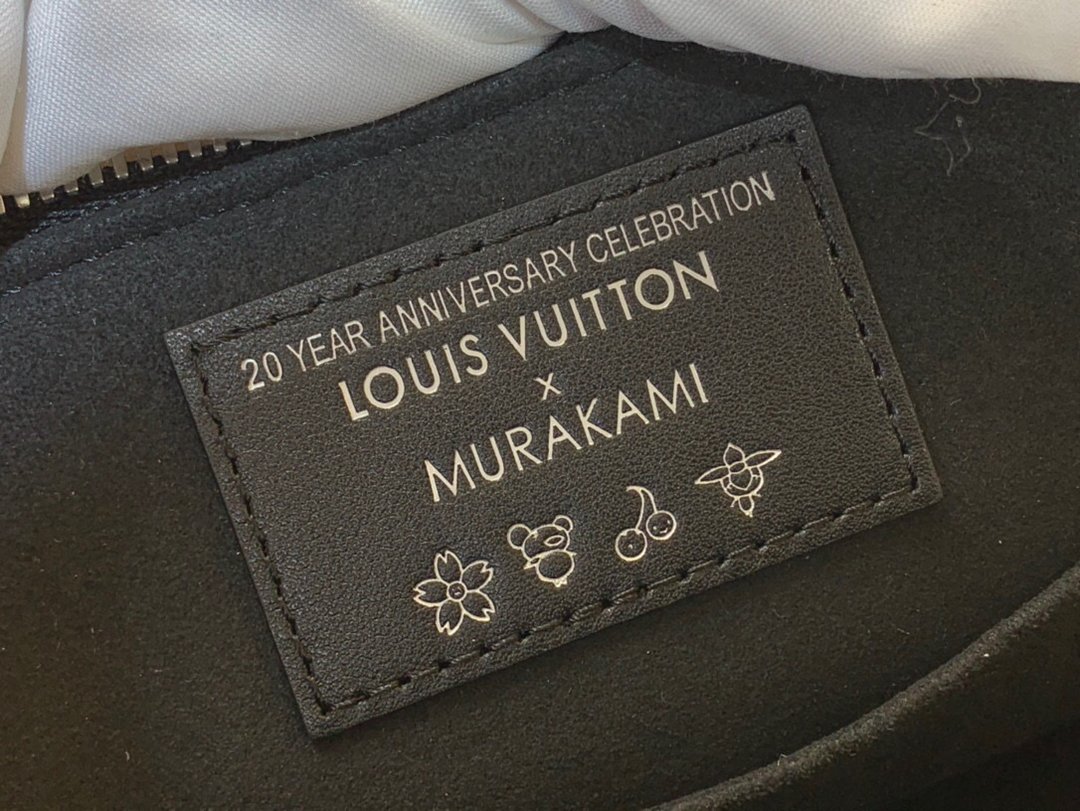 20 YEAR ANNIVERSARY CELEBRATION
LOUIS VUITTON
x
MURAKAMI